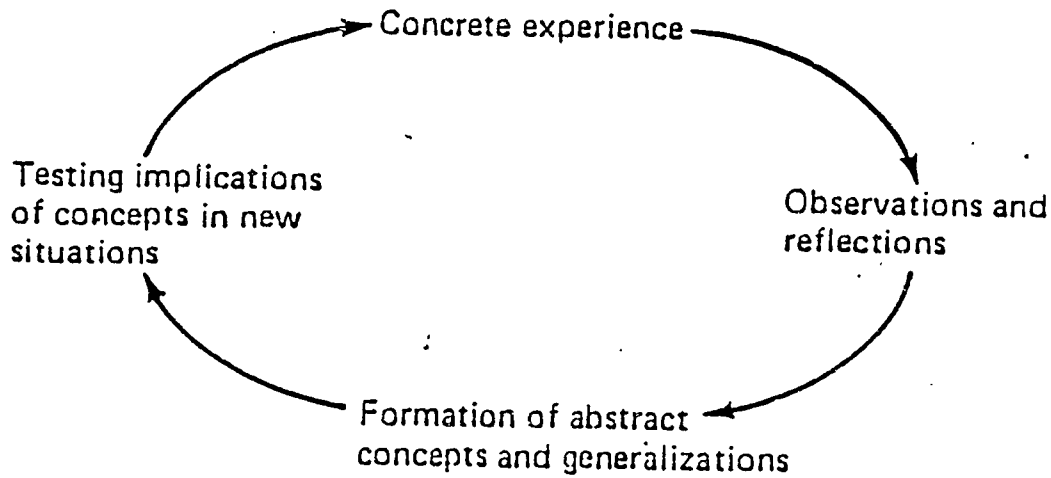 Concrete experience
Observations and
reflections
Formation of abstract
concepts and generalizations
Testing implications
of concepts in new
situations